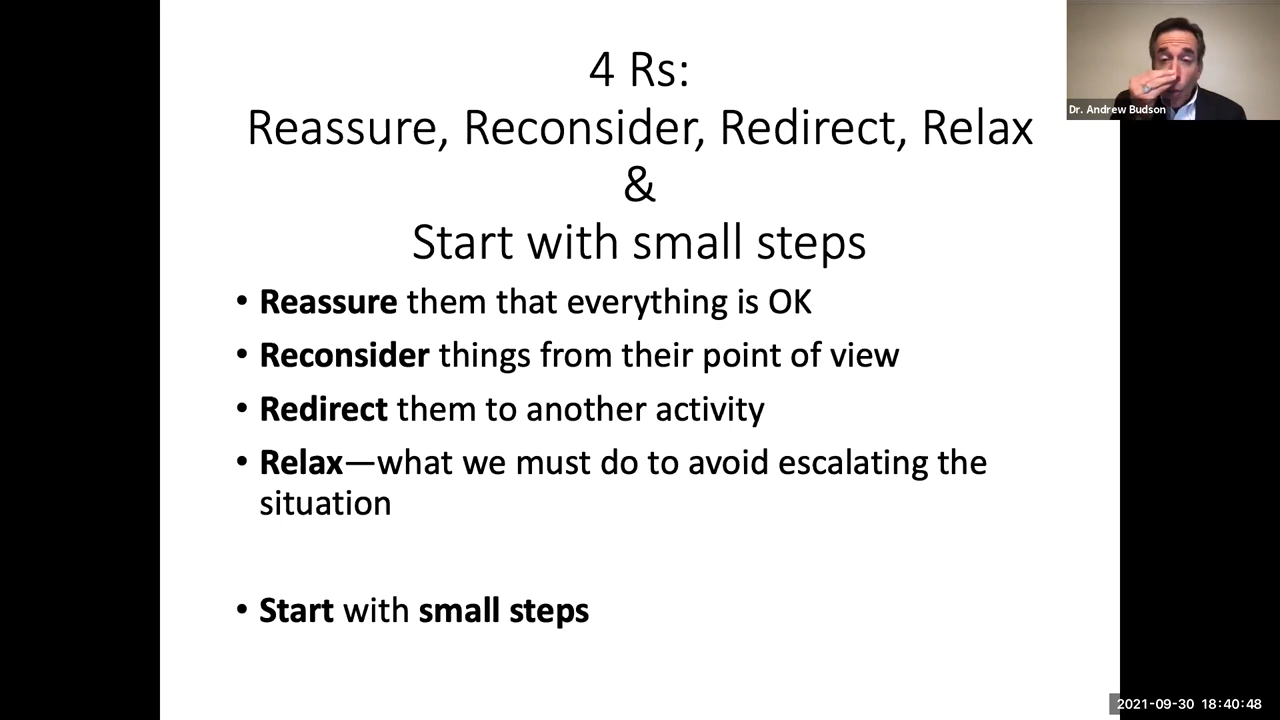 4 Rs:
Reassure, Reconsider, Redirect, Relax
&
Start with small steps
• Reassure them that everything is OK
• Reconsider things from their point of view
• Redirect them to another activity
• Relax—what we must do to avoid escalating the
situation
• Start with small steps
Dr. Andrew Budson
2021-09-30 18:40:48